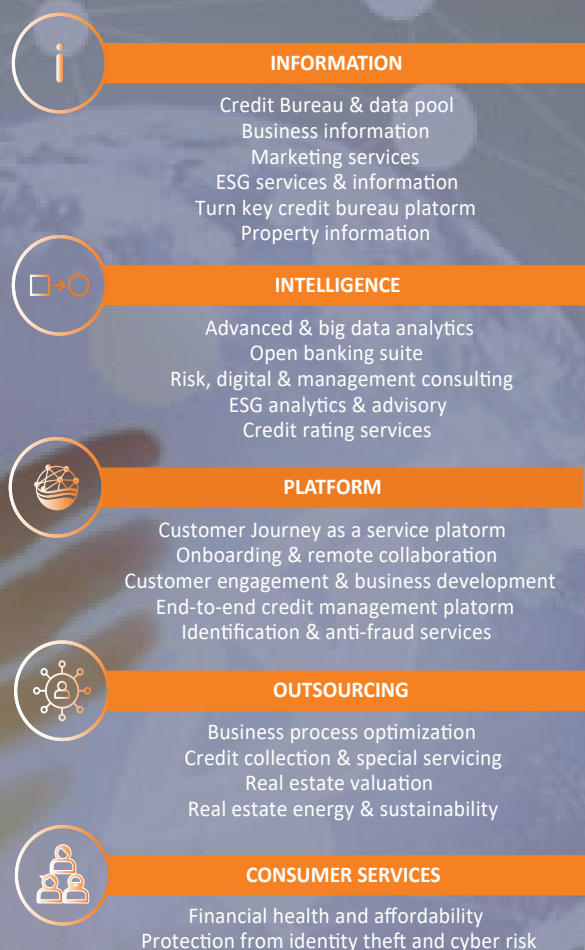 INFORMATION
Credit Bureau & data pool
Business information
Marketing services
ESG services & information
Turn key credit bureau platorm
Property information
INTELLIGENCE
Advanced & big data analytics
Open banking suite
Risk, digital & management consulting
ESG analytics & advisory
Credit rating services
PLATFORM
Customer Journey as a service platorm
Onboarding & remote collaboration
Customer engagement & business development
End-to-end credit management platorm
Identification & anti-fraud services
OUTSOURCING
Business process optimization
Credit collection & special servicing
Real estate valuation
Real estate energy & sustainability
CONSUMER SERVICES
Financial health and affordability
Protection from identity theft and cyber risk